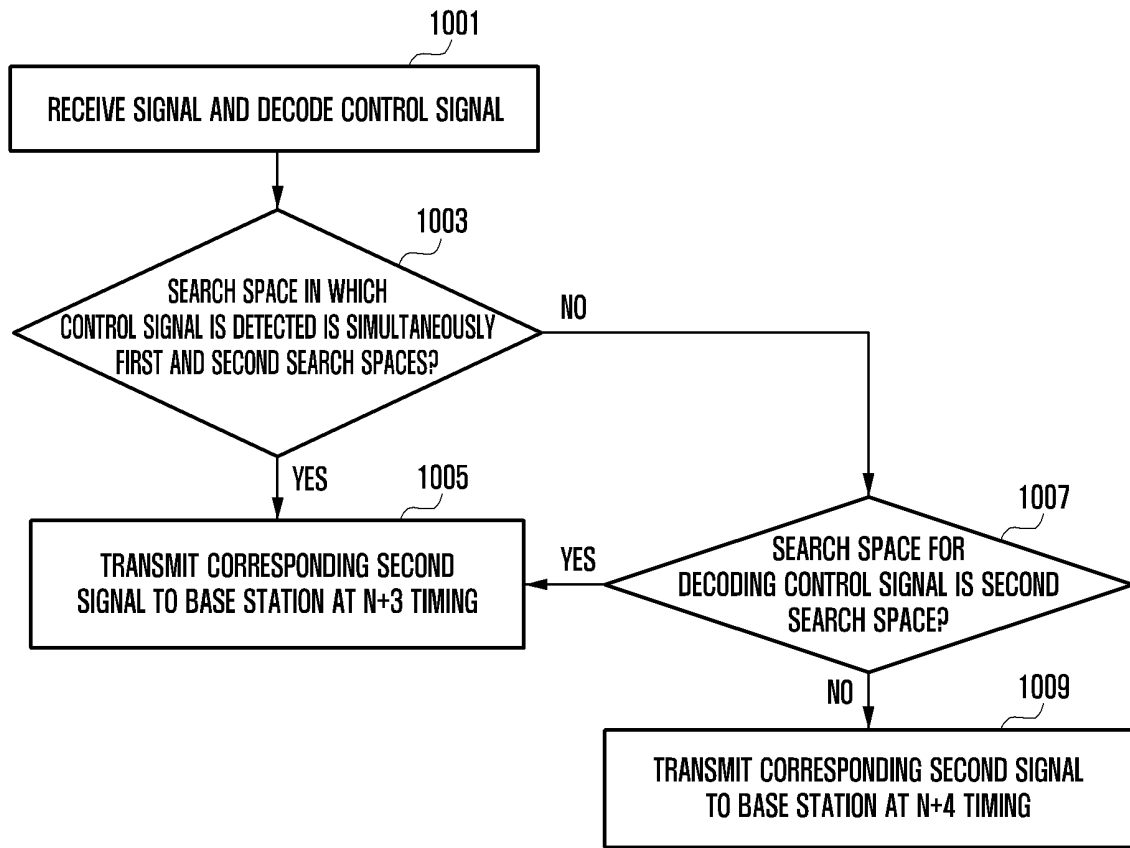 1001
RECEIVE SIGNAL AND DECODE CONTROL SIGNAL
1003
SEARCH SPACE IN WHICH
CONTROL SIGNAL IS DETECTED IS SIMULTANEOUSLY
FIRST AND SECOND SEARCH SPACES?
NO
YES
1005
TRANSMIT CORRESPONDING SECOND
SIGNAL TO BASE STATION AT N+3 TIMING
YES
1007
SEARCH SPACE FOR
DECODING CONTROL SIGNAL IS SECOND
SEARCH SPACE?
NO
1009
TRANSMIT CORRESPONDING SECOND SIGNAL
TO BASE STATION AT N+4 TIMING